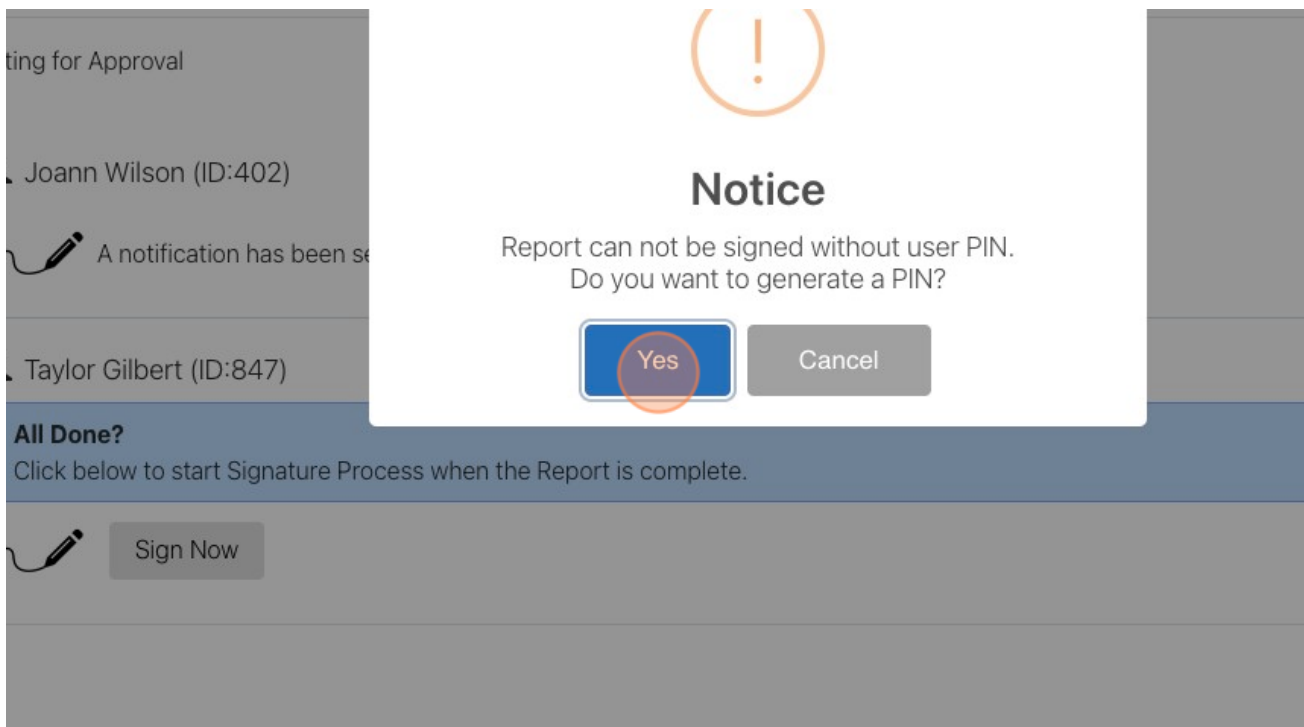 ting for Approval
Joann Wilson (ID:402)
A notification has been se
Taylor Gilbert (ID:847)
All Done?
Click below to start Signature Process when the Report is complete.
Sign Now
!
Notice
Report can not be signed without user PIN.
Do you want to generate a PIN?
Yes
Cancel